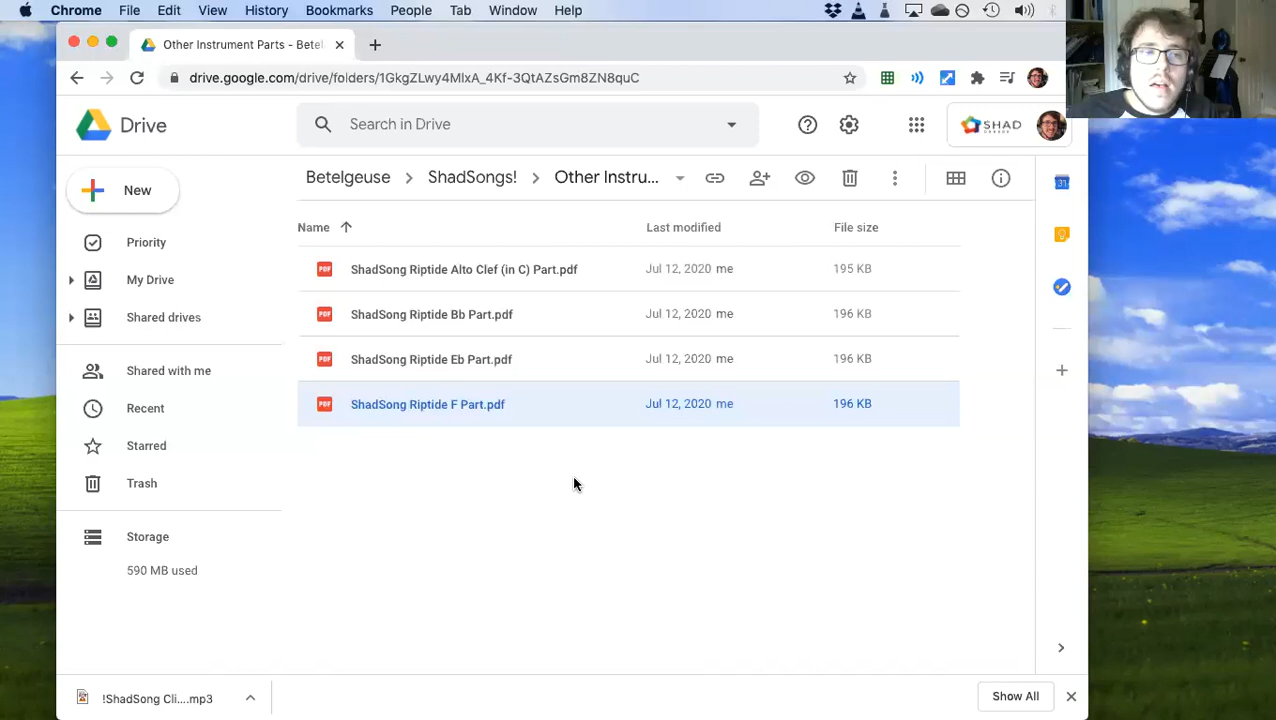 Chrome File Edit View History Bookmarks People Tab Window Help
Other Instrument Parts - Betel
drive.google.com/drive/folders/1GkgZLwy4MlxA_4Kf-3QtAZsGm8ZN8quC
Drive
Search in Drive
SHAD
New
Betelgeuse > ShadSongs! > Other Instru...
Name Last modified File size
Priority
My Drive
Shared drives
Shared with me
Recent
Starred
Trash
Storage
590 MB used
PDF ShadSong Riptide Alto Clef (in C) Part.pdf Jul 12, 2020 me 195 KB
PDF ShadSong Riptide Bb Part.pdf Jul 12, 2020 me 196 KB
PDF ShadSong Riptide Eb Part.pdf Jul 12, 2020 me 196 KB
PDF ShadSong Riptide F Part.pdf Jul 12, 2020 me 196 KB
31
!ShadSong Cli....mp3
Show All